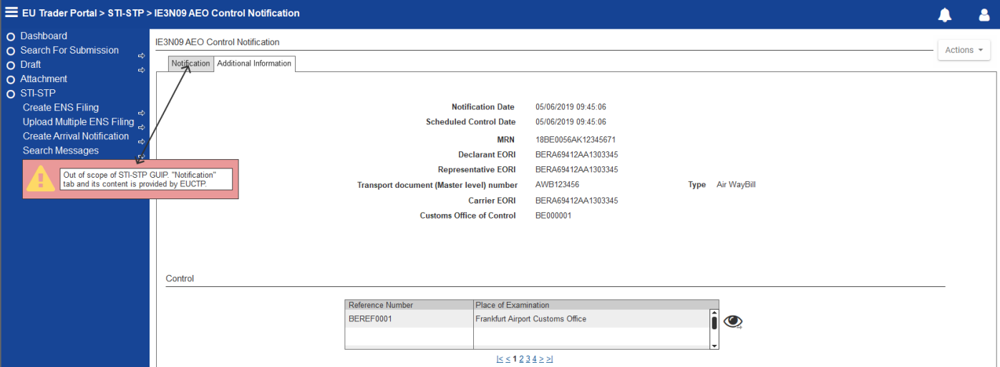 EU Trader Portal > STI-STP > IE3N09 AEO Control Notification
Dashboard
Search For Submission
Draft
Attachment
STI-STP
Create ENS Filing
Upload Multiple ENS Filing
Create Arrival Notification
Search Messages
Out of scope of STI-STP GUIP. "Notification"
tab and its content is provided by EUCTP.
IE3N09 AEO Control Notification
Actions
Notification Additional Information
Notification Date 05/06/2019 09:45:06
Scheduled Control Date 05/06/2019 09:45:06
MRN 18BE0056AK12345671
Declarant EORI BERA69412AA1303345
Representative EORI BERA69412AA1303345
Transport document (Master level) number AWB123456 Type Air WayBill
Carrier EORI BERA69412AA1303345
Customs Office of Control BE000001
Control
Reference Number Place of Examination
BEREF0001 Frankfurt Airport Customs Office
|< < 1 2 3 4 > >|